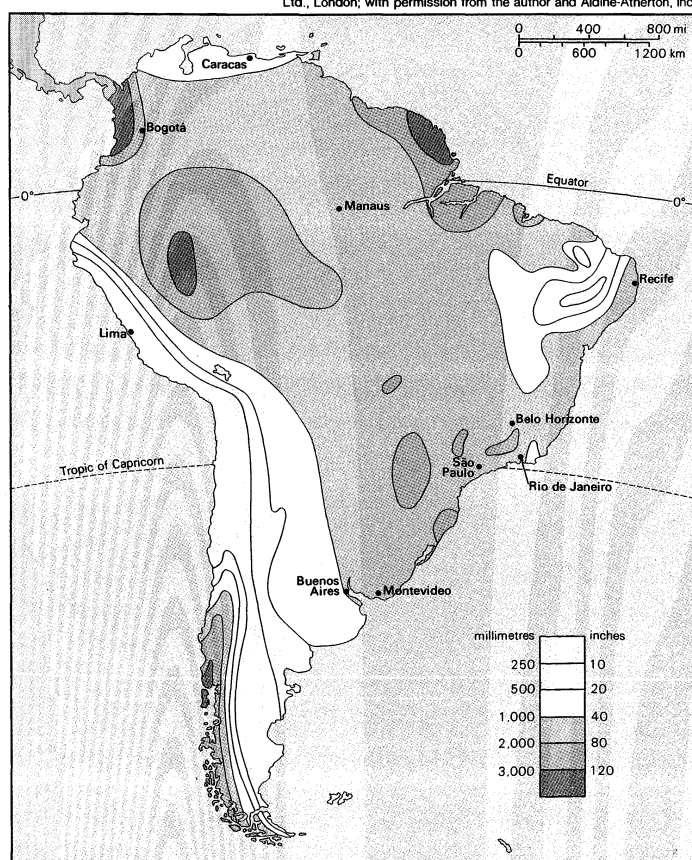 Ltd., London; with permission from the author and Aldine-Atherton, Inc
0 400 800 mi
0 600 1200 km
Caracas
Bogotá
Equator
0°
0°
Manaus
Recife
Lima
Belo Horizonte
Tropic of Capricorn
São
Paulo
Rio de Janeiro
Buenos
Aires
Montevideo
millimetres inches
250 10
500 20
1,000 40
2,000 80
3.000 120